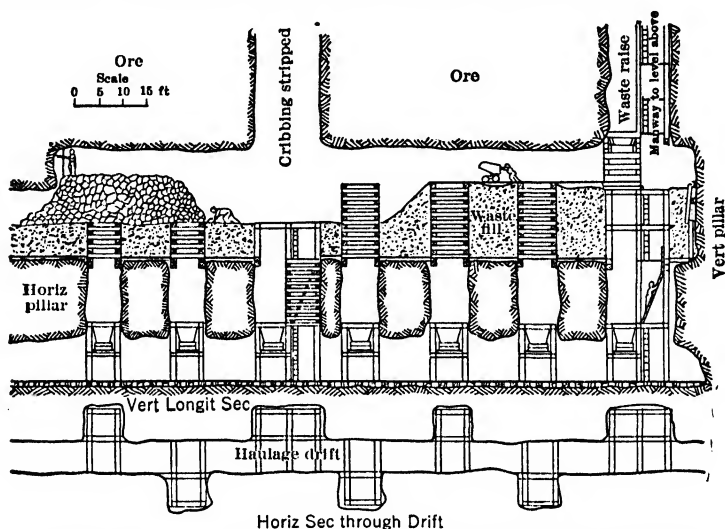 Ore
Scale
0 5 10 15 ft
Cribbing stripped
Ore
Waste raise
Manway to level above
Waste
fill
Vert pillar
Horiz
pillar
Vert Longit Sec
Haulage drift
Horiz Sec through Drift